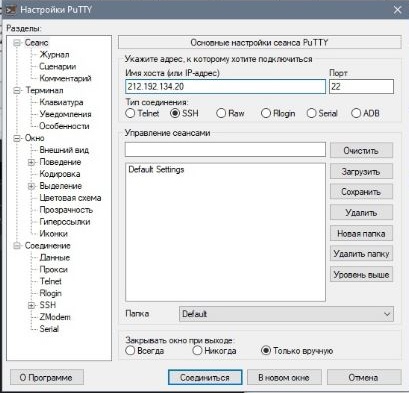 Настройки PuTTY
Разделы:
Сеанс
Журнал
Сценарии
Комментарий
Терминал
Клавиатура
Уведомления
Особенности
Окно
Внешний вид
Поведение
Кодировка
Выделение
Цветовая схема
Прозрачность
Гиперссылки
Иконки
Соединение
Данные
Прокси
Telnet
Rlogin
SSH
ZModem
Serial
Основные настройки сеанса PuTTY
Укажите адрес, к которому хотите подключиться
Имя хоста (или IP-адрес) Порт
212.192.134.20 22
Тип соединения:
Telnet SSH Raw Rlogin Serial ADB
Управление сеансами
Очистить
Default Settings Загрузить
Сохранить
Удалить
Новая папка
Удалить папку
Уровень выше
Папка Default
Закрывать окно при выходе:
Всегда Никогда Только вручную
О Программе Соединиться В новом окне Отмена